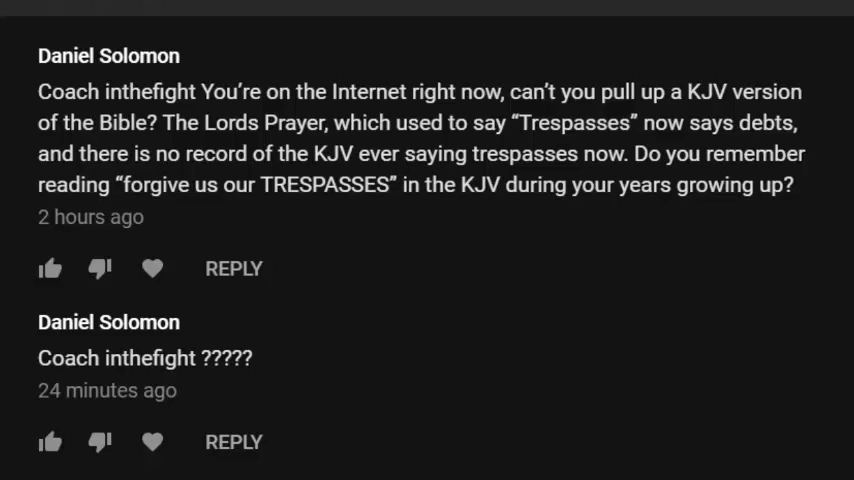 Daniel Solomon
Coach inthefight You’re on the Internet right now, can’t you pull up a KJV version
of the Bible? The Lords Prayer, which used to say “Trespasses” now says debts,
and there is no record of the KJV ever saying trespasses now. Do you remember
reading “forgive us our TRESPASSES” in the KJV during your years growing up?
2 hours ago
REPLY
Daniel Solomon
Coach inthefight ?????
24 minutes ago
REPLY